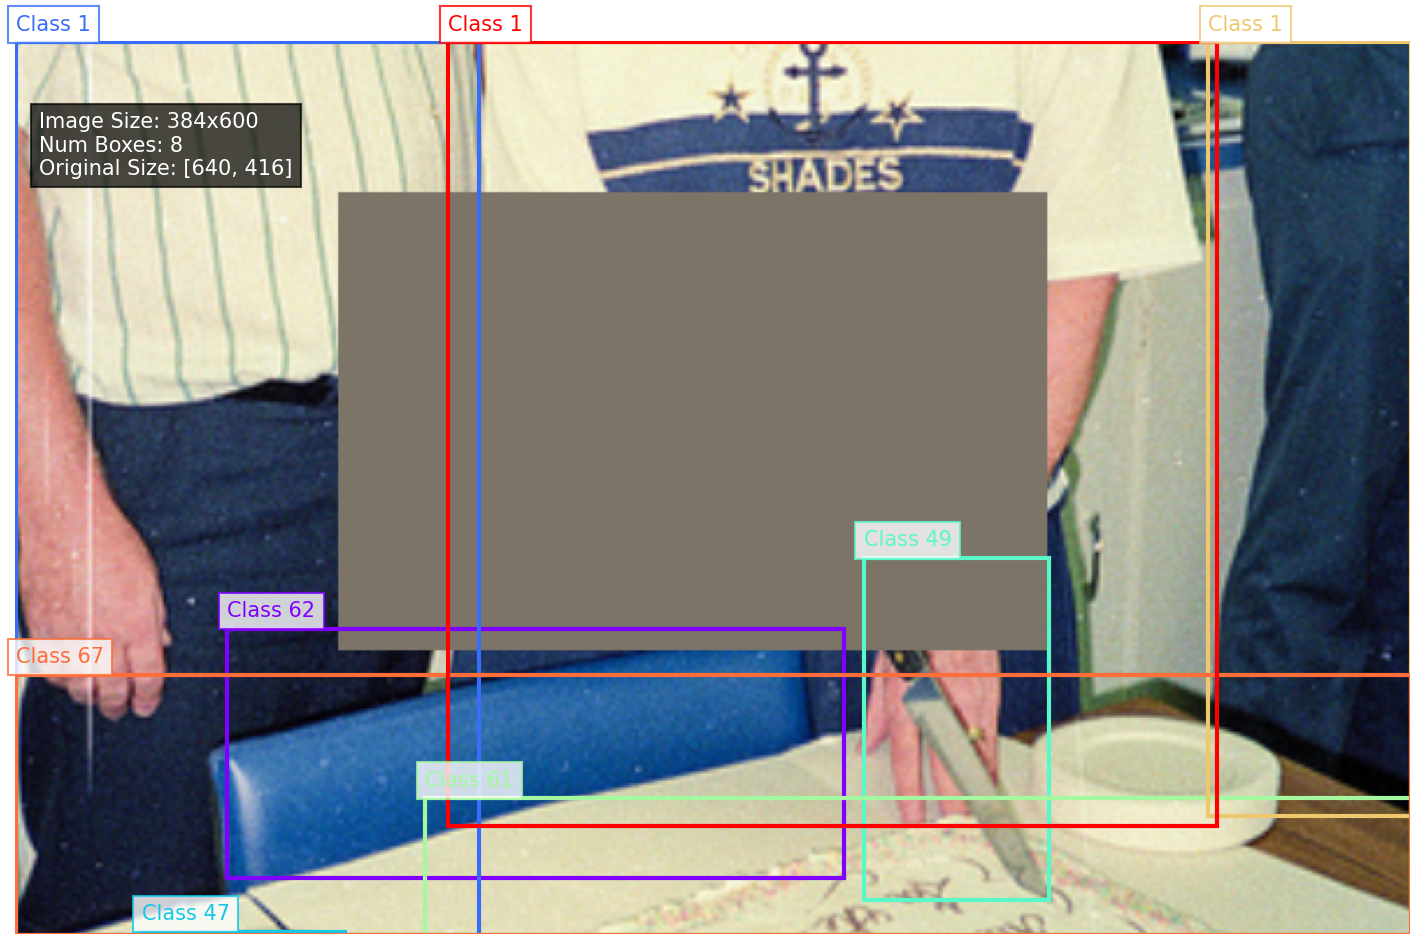 Class 1
Class 1
Class 1
Image Size: 384x600
Num Boxes: 8
Original Size: [640, 416]
SHADES
Class 49
Class 62
Class 67
Class 61
Class 47